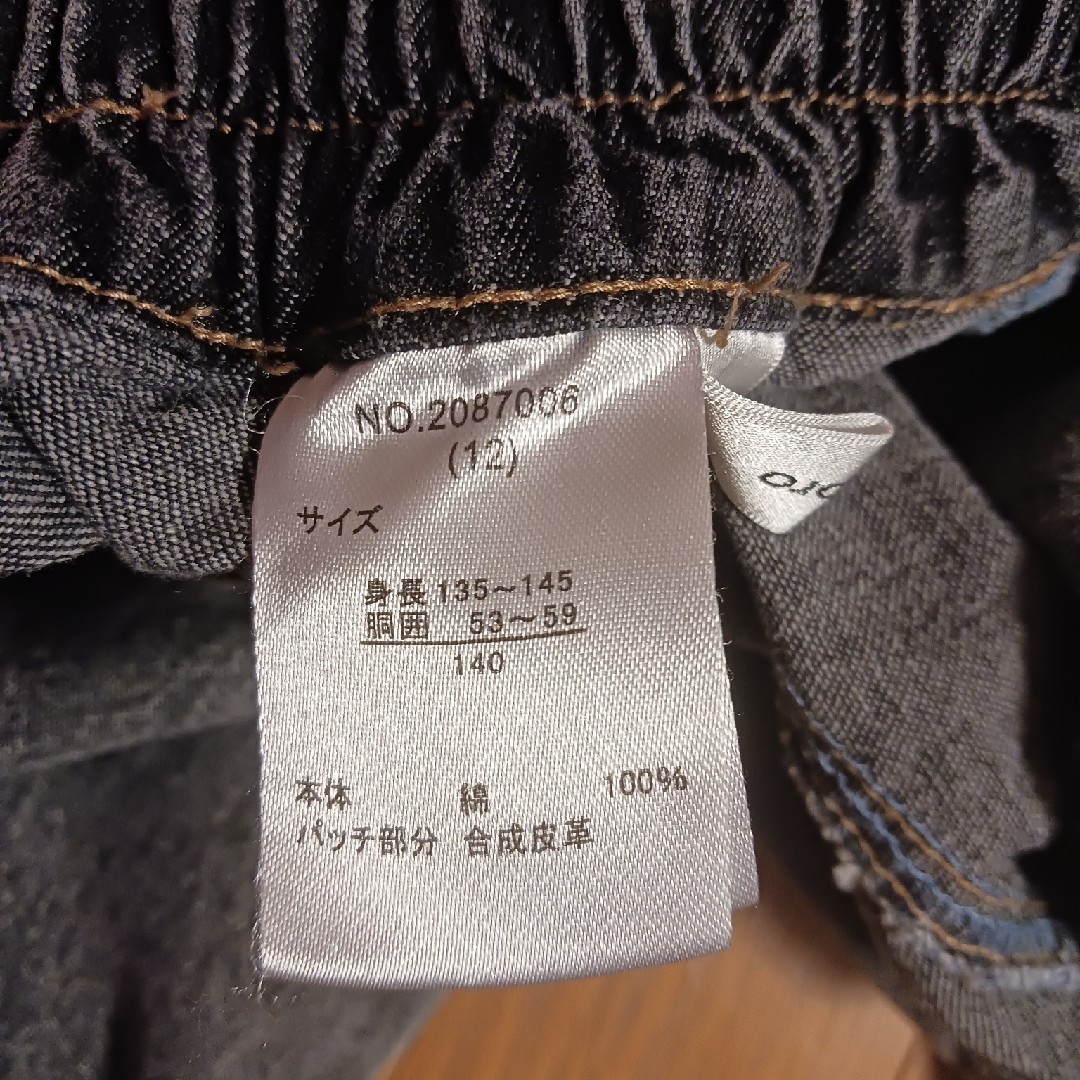 NO.2087006
(12)
サイズ
身長 135～145
胴囲 53～59
140
本体 綿 100%
パッチ部分 合成皮革